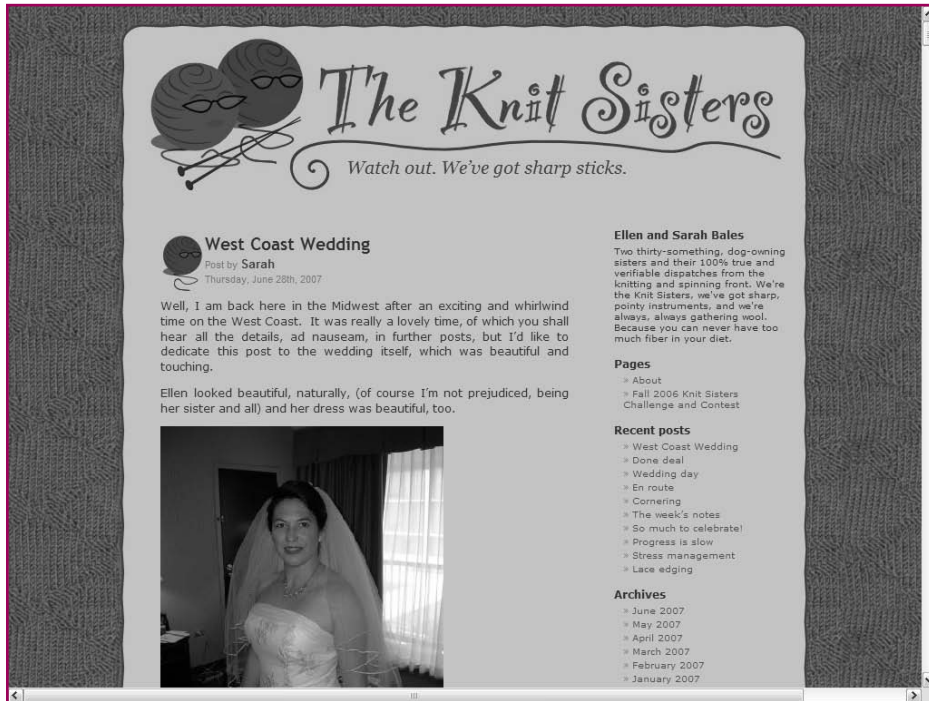 The Knit Sisters
Watch out. We've got sharp sticks.
West Coast Wedding
Post by Sarah
Thursday, June 28th, 2007
Well, I am back here in the Midwest after an exciting and whirlwind
time on the West Coast. It was really a lovely time, of which you shall
hear all the details, ad nauseam, in further posts, but I'd like to
dedicate this post to the wedding itself, which was beautiful and
touching.
Ellen looked beautiful, naturally, (of course I'm not prejudiced, being
her sister and all) and her dress was beautiful, too.
Ellen and Sarah Bales
Two thirty-something, dog-owning
sisters and their 100% true and
verifiable dispatches from the
knitting and spinning front. We're
the Knit Sisters, we've got sharp,
pointy instruments, and we're
always, always gathering wool.
Because you can never have too
much fiber in your diet.
Pages
» About
» Fall 2006 Knit Sisters
Challenge and Contest
Recent posts
» West Coast Wedding
» Done deal
» Wedding day
» En route
» Cornering
» The week's notes
» So much to celebrate!
» Progress is slow
» Stress management
» Lace edging
Archives
» June 2007
» May 2007
» April 2007
» March 2007
» February 2007
» January 2007